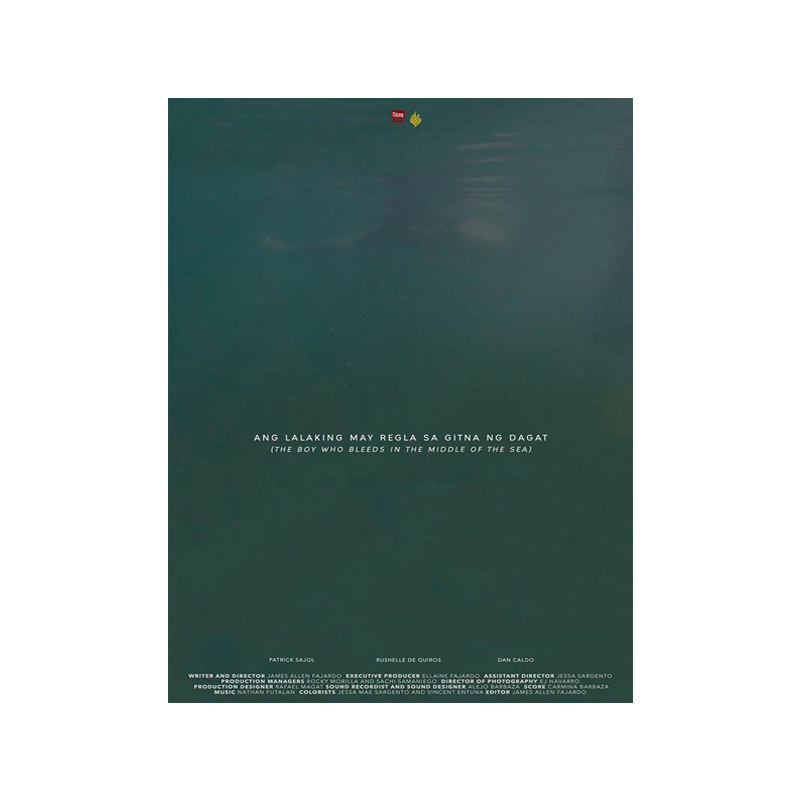 ANG LALAKING MAY REGLA SA GITNA NG DAGAT
(THE BOY WHO BLEEDS IN THE MIDDLE OF THE SEA)
PATRICK SAJOL RUSHELLE DE QUIROS DAN CALDO
WRITER AND DIRECTOR JAMES ALLEN FAJARDO EXECUTIVE PRODUCER ELLAINE FAJARDO ASSISTANT DIRECTOR JESSA SARGENTO
PRODUCTION MANAGERS ROCKY MORILLA AND SACHI SAMANIEGO DIRECTOR OF PHOTOGRAPHY EJ NAVARRO
PRODUCTION DESIGNER RAFAEL MAGAT SOUND RECORDIST AND SOUND DESIGNER ALEJO BARBAZA SCORE CARMINA BARBAZA
MUSIC NATHAN FUTALAN COLORISTS JESSA MAE SARGENTO AND VINCENT ENTUNA EDITOR JAMES ALLEN FAJARDO